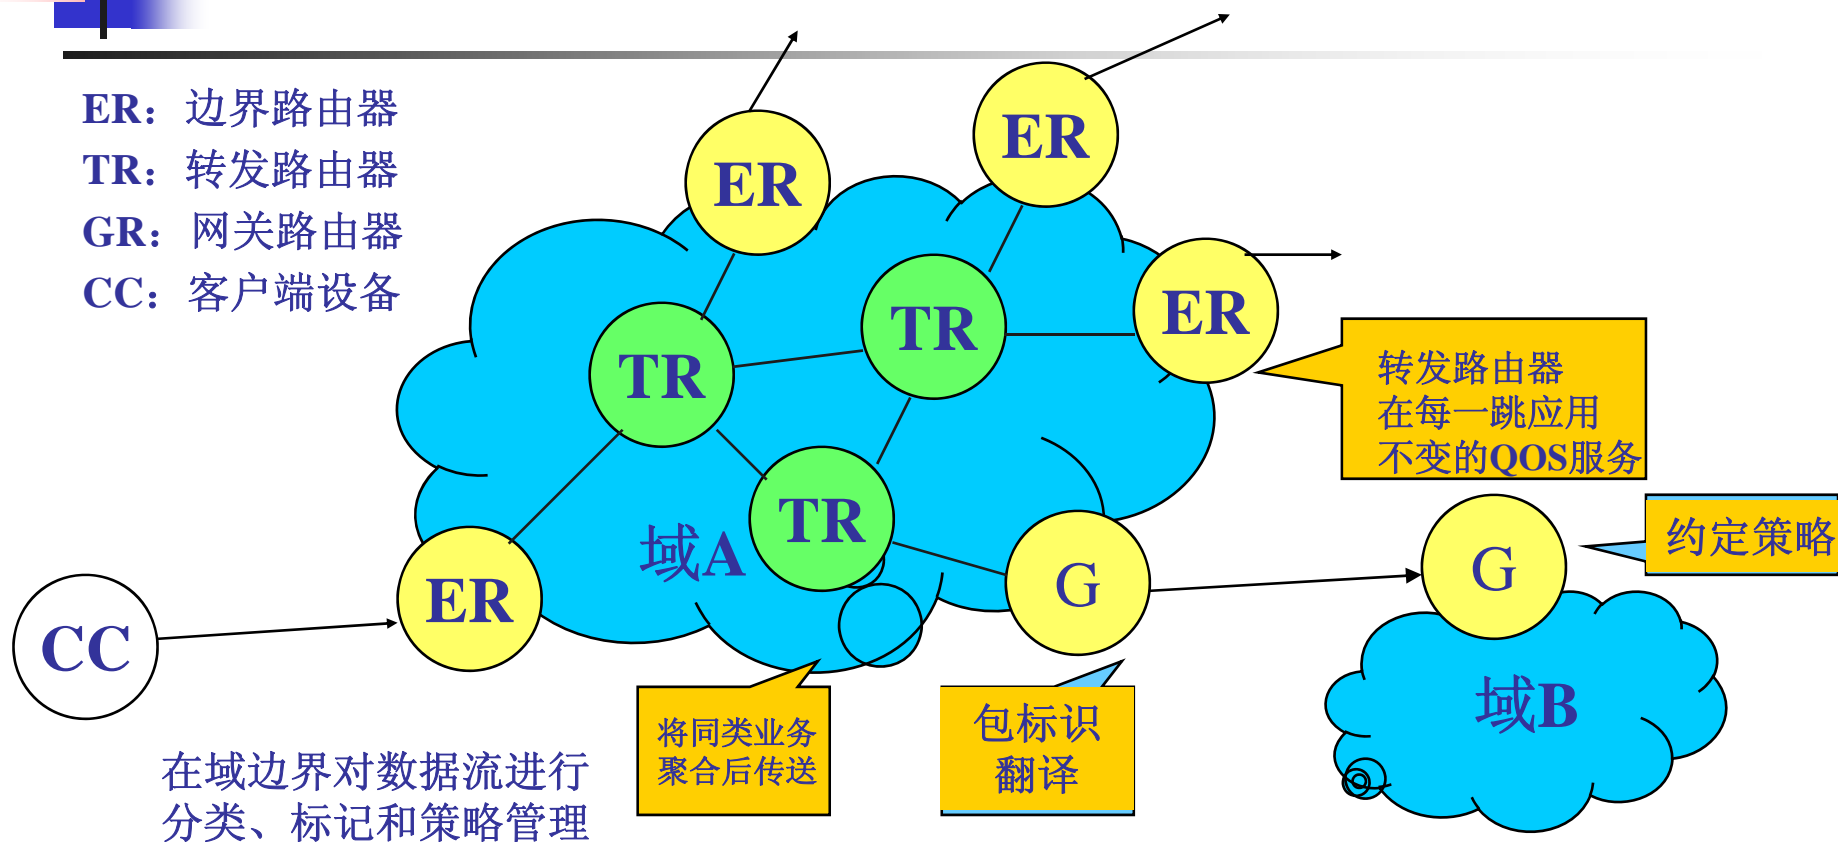 ER：边界路由器
TR：转发路由器
GR：网关路由器
CC：客户端设备
ER
ER
ER
TR
TR
转发路由器
在每一跳应用
不变的QOS服务
TR
域A
G
G
约定策略
ER
CC
域B
将同类业务
聚合后传送
包标识
翻译
在域边界对数据流进行
分类、标记和策略管理